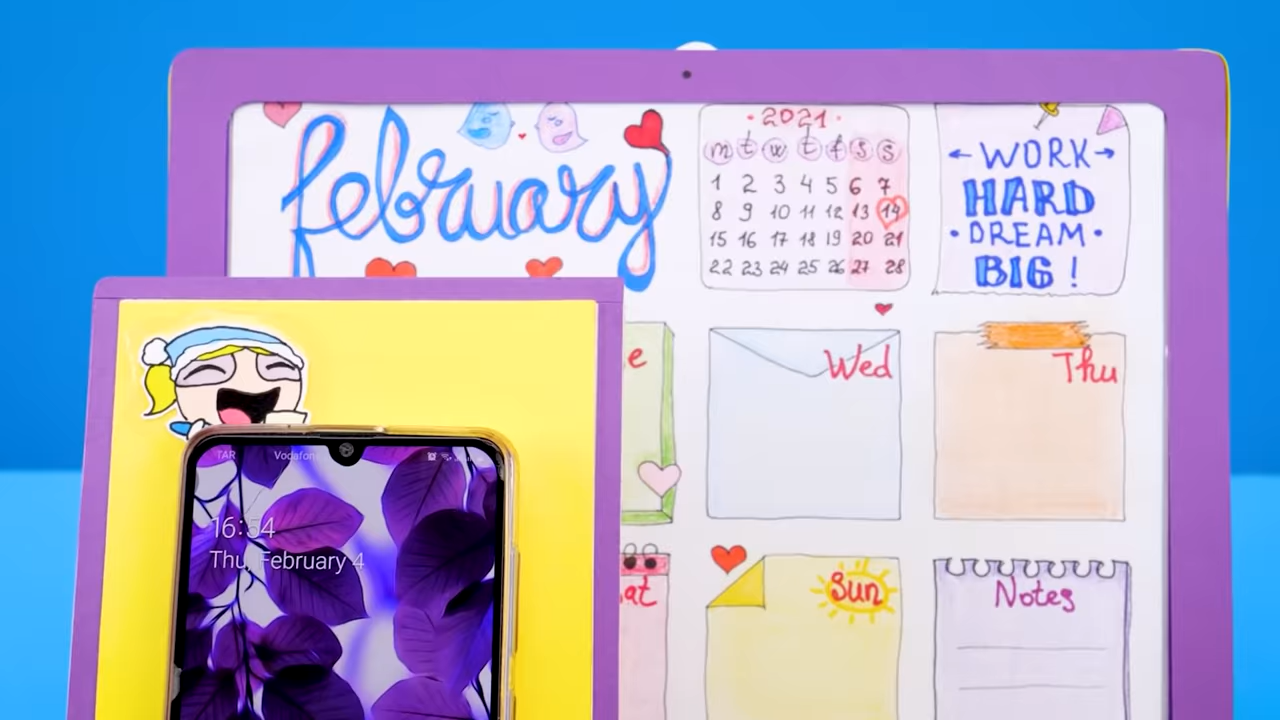 february
2021
m t w t f s s
1 2 3 4 5 6 7
8 9 10 11 12 13 14
15 16 17 18 19 20 21
22 23 24 25 26 27 28
WORK
HARD
DREAM
BIG!
e
Wed
Thu
TAR Vodafon
16:54
Thu, February 4
at
Sun
Notes